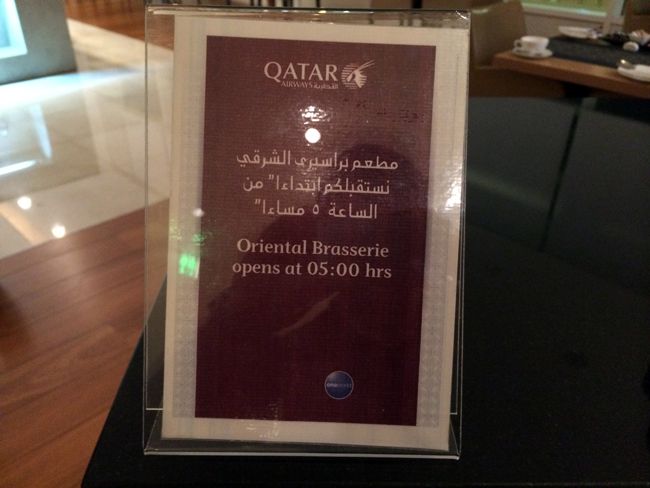 QATAR
AIRWAYS القطرية
مطعم براسيري الشرقي
نستقبلكم ابتداءا" من
الساعة ٥ مساءا"
Oriental Brasserie
opens at 05:00 hrs
oneworld